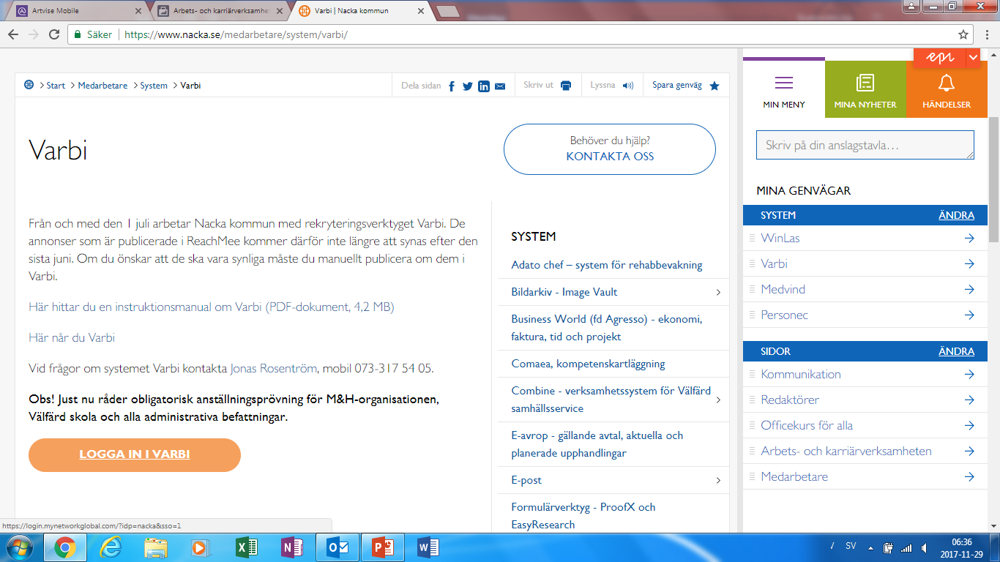 Artvise Mobile
Arbets- och karriärverksamhe
Varbi | Nacka kommun
Säker
https://www.nacka.se/medarbetare/system/varbi/
Start > Medarbetare > System > Varbi
Dela sidan
Skriv ut
Lyssna
Spara genväg
Varbi
Behöver du hjälp?
KONTAKTA OSS
Från och med den 1 juli arbetar Nacka kommun med rekryteringsverktyget Varbi. De
annonser som är publicerade i ReachMee kommer därför inte längre att synas efter den
sista juni. Om du önskar att de ska vara synliga måste du manuellt publicera om dem i
Varbi.
Här hittar du en instruktionsmanual om Varbi (PDF-dokument, 4,2 MB)
Här når du Varbi
Vid frågor om systemet Varbi kontakta Jonas Rosentröm, mobil 073-317 54 05.
Obs! Just nu råder obligatorisk anställningsprövning för M&H-organisationen,
Välfärd skola och alla administrativa befattningar.
LOGGA IN I VARBI
SYSTEM
Adato chef – system för rehabbevakning
Bildarkiv - Image Vault
Business World (fd Agresso) - ekonomi,
faktura, tid och projekt
Comaea, kompetenskartläggning
Combine - verksamhetssystem för Välfärd
samhällsservice
E-avrop - gällande avtal, aktuella och
planerade upphandlingar
E-post
Formulärverktyg - ProofX och
EasyResearch
epi
MIN MENY
MINA NYHETER
HÄNDELSER
Skriv på din anslagstavla…
MINA GENVÄGAR
SYSTEM
ÄNDRA
WinLas
Varbi
Medvind
Personec
SIDOR
ÄNDRA
Kommunikation
Redaktörer
Officekurs för alla
Arbets- och karriärverksamheten
Medarbetare
https://login.mynetworkglobal.com/?idp=nacka&sso=1
SV
06:36
2017-11-29